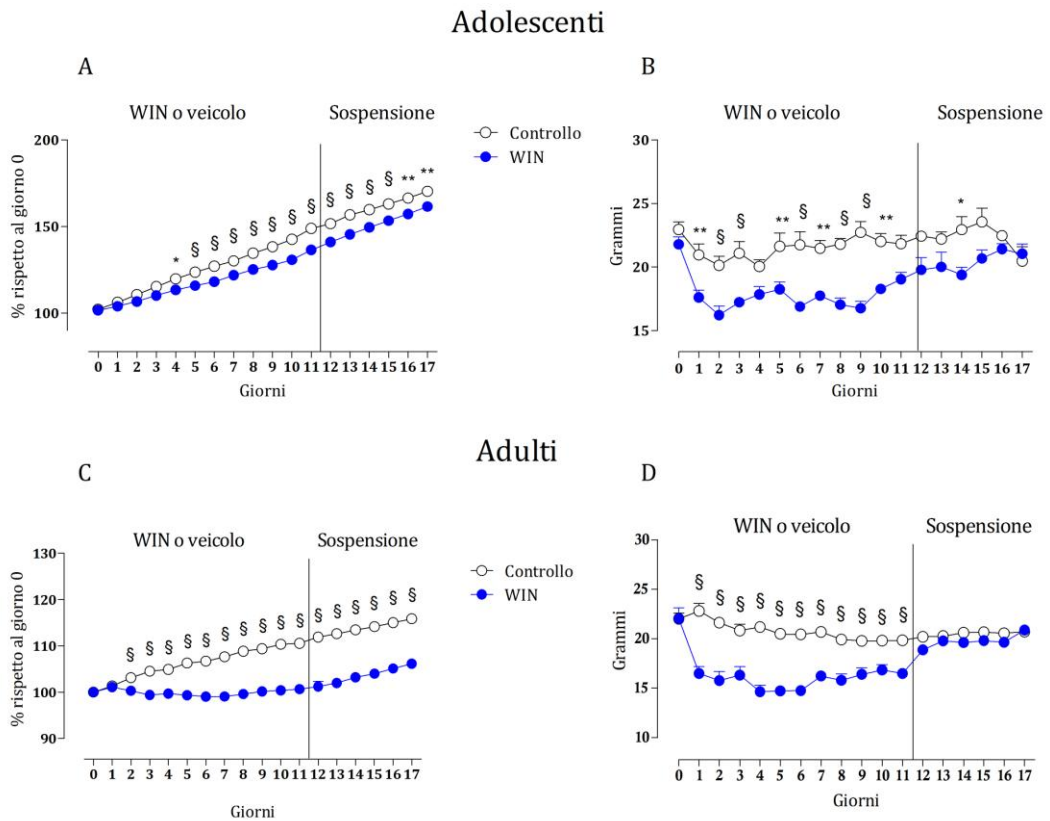 Adolescenti
A
B
WIN o veicolo
Sospensione
Controllo
WIN
WIN o veicolo
Sospensione
% rispetto al giorno 0
200
150
100
* § § § § § § § § § § § ** **
0 1 2 3 4 5 6 7 8 9 10 11 12 13 14 15 16 17
Giorni
Grammi
30
25
20
15
** § § ** § ** § § ** *
0 1 2 3 4 5 6 7 8 9 10 11 12 13 14 15 16 17
Giorni
Adulti
C
D
WIN o veicolo
Sospensione
Controllo
WIN
WIN o veicolo
Sospensione
% rispetto al giorno 0
130
120
110
100
90
§ § § § § § § § § § § § § § § §
0 1 2 3 4 5 6 7 8 9 10 11 12 13 14 15 16 17
Giorni
Grammi
30
25
20
15
10
§ § § § § § § § § § §
0 1 2 3 4 5 6 7 8 9 10 11 12 13 14 15 16 17
Giorni